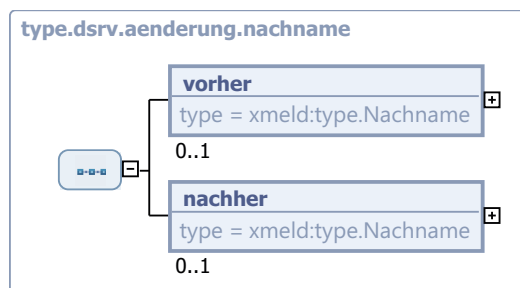 type.dsrv.aenderung.nachname
vorher
type = xmeld:type.Nachname
0..1
nachher
type = xmeld:type.Nachname
0..1